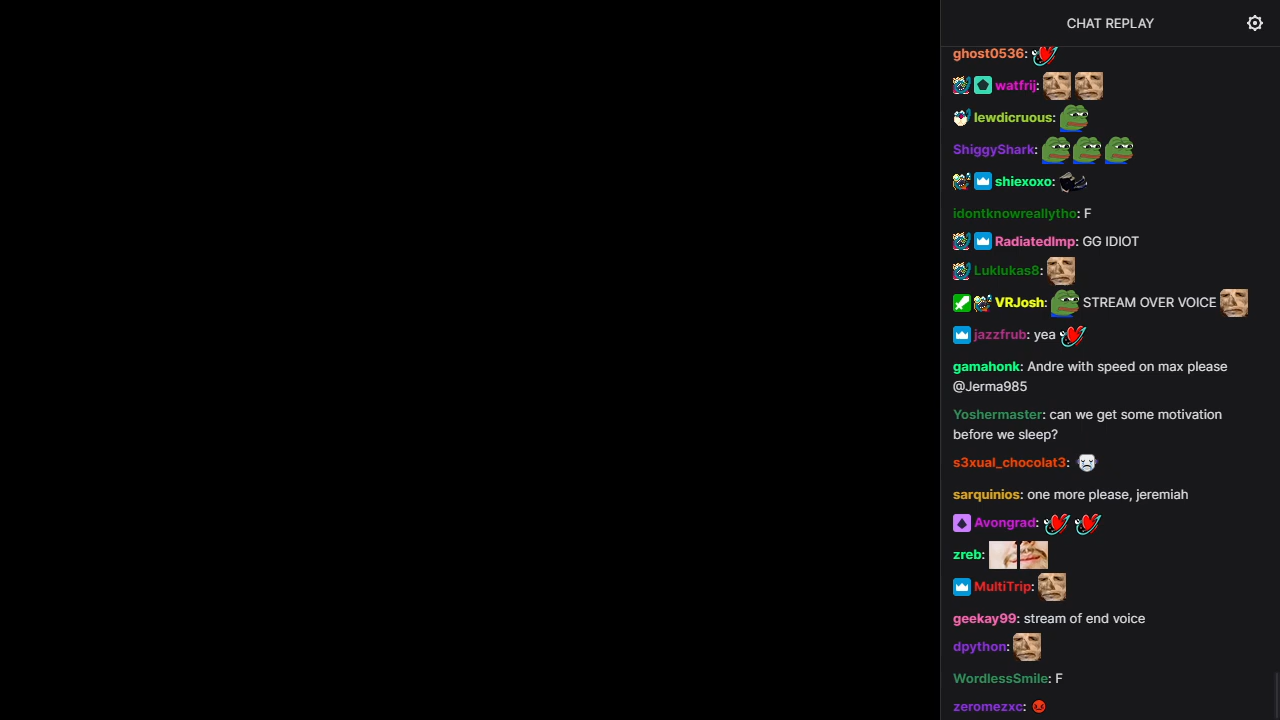 CHAT REPLAY
ghost0536:
watfrij:
lewdicruous:
ShiggyShark:
shiexoxo:
idontknowreallytho: F
RadiatedImp: GG IDIOT
Luklukas8:
VRJosh: STREAM OVER VOICE
jazzfrub: yea
gamahonk: Andre with speed on max please
@Jerma985
Yoshermaster: can we get some motivation
before we sleep?
s3xual_chocolat3:
sarquinios: one more please, jeremiah
Avongrad:
zreb:
MultiTrip:
geekay99: stream of end voice
dpython:
WordlessSmile: F
zeromezxc: